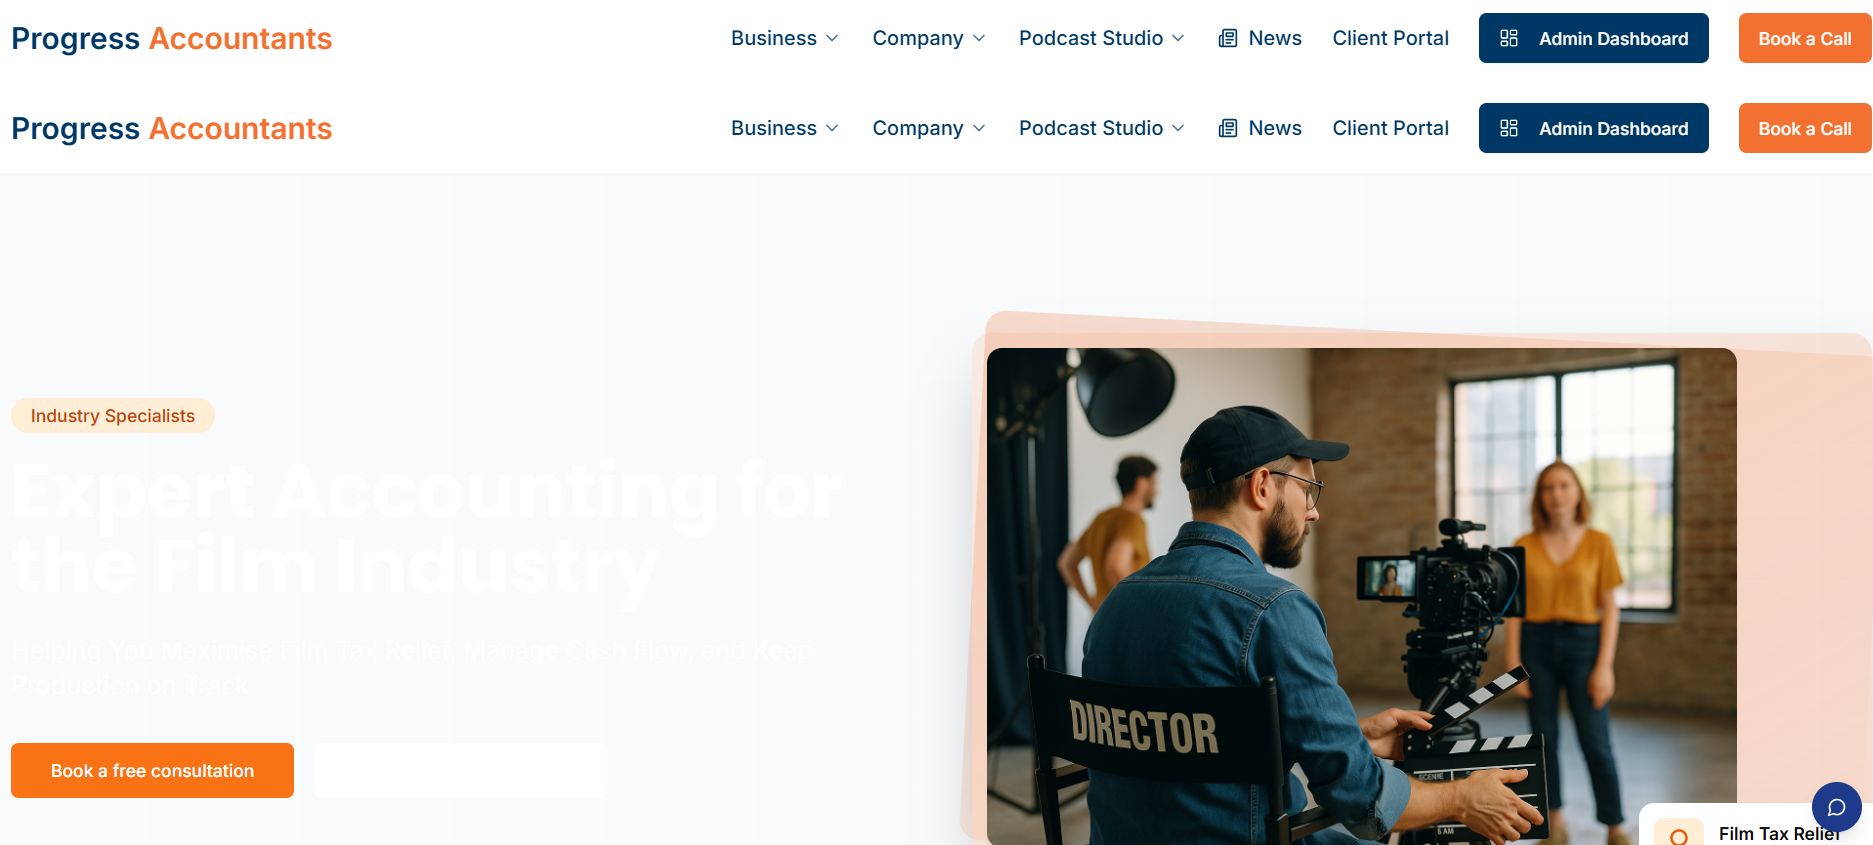 Progress Accountants Business Company Podcast Studio News Client Portal Admin Dashboard Book a Call
Progress Accountants Business Company Podcast Studio News Client Portal Admin Dashboard Book a Call
Industry Specialists
Expert Accounting for
the Film Industry
Helping You Maximise Film Tax Relief, Manage Cash Flow, and Keep
Production on Track
Book a free consultation
DIRECTOR
Film Tax Relief